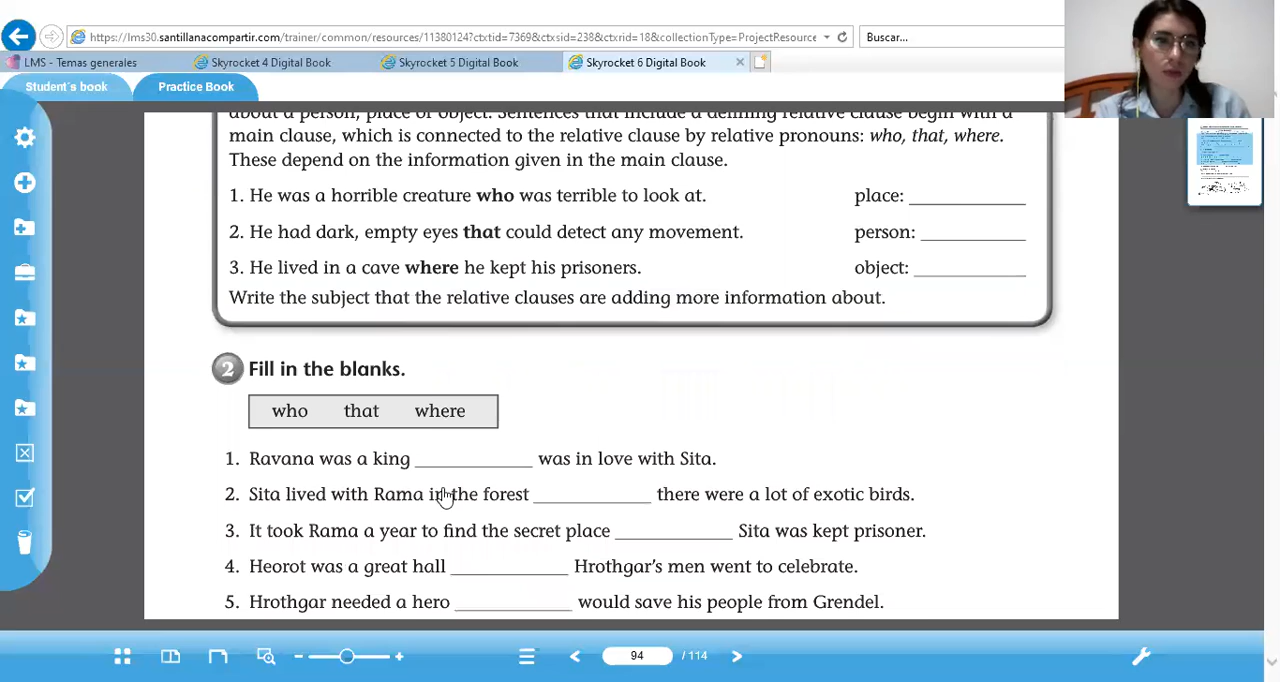 https://lms30.santillanacompartir.com/trainer/common/resources/11380124?ctxtid=7369&ctxsid=238&ctxrid=18&collectionType=ProjectResource
Buscar...
LMS - Temas generales
Skyrocket 4 Digital Book
Skyrocket 5 Digital Book
Skyrocket 6 Digital Book
Student´s book
Practice Book
about a person, place or object. Sentences that include a defining relative clause begin with a
main clause, which is connected to the relative clause by relative pronouns: who, that, where.
These depend on the information given in the main clause.
1. He was a horrible creature who was terrible to look at. place:
2. He had dark, empty eyes that could detect any movement. person:
3. He lived in a cave where he kept his prisoners. object:
Write the subject that the relative clauses are adding more information about.
2 Fill in the blanks.
who that where
1. Ravana was a king ____________ was in love with Sita.
2. Sita lived with Rama in the forest ____________ there were a lot of exotic birds.
3. It took Rama a year to find the secret place ____________ Sita was kept prisoner.
4. Heorot was a great hall ____________ Hrothgar's men went to celebrate.
5. Hrothgar needed a hero ____________ would save his people from Grendel.
94 / 114